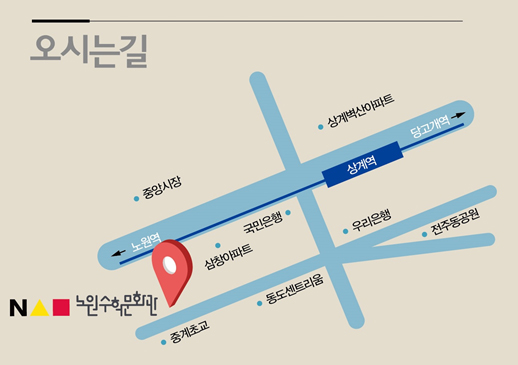 오시는길
상계벽산아파트
당고개역
상계역
중앙시장
노원역
국민은행
우리은행
전주동공원
삼창아파트
동도센트리움
노원수학문화관
중계초교